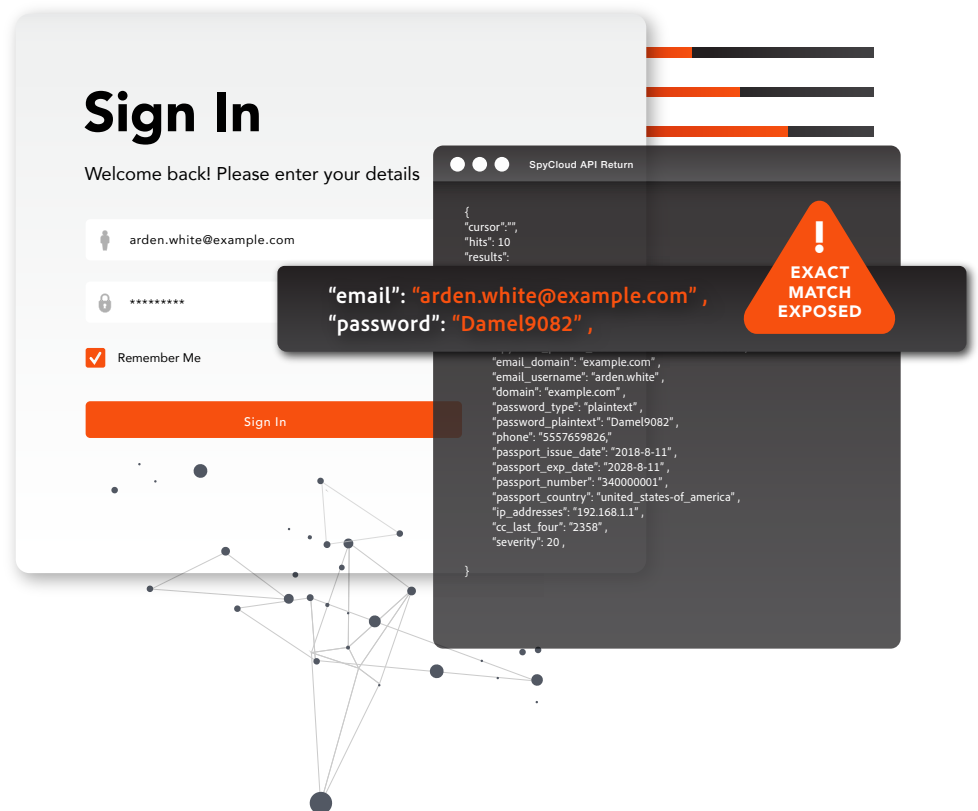 Sign In
Welcome back! Please enter your details
arden.white@example.com
*********
Remember Me
Sign In
SpyCloud API Return
{
“cursor”:””,
“hits”: 10
“results”:
“email”: “arden.white@example.com” ,
“password”: “Damel9082” ,
!
EXACT
MATCH
EXPOSED
“email_domain”: “example.com” ,
“email_username”: “arden.white” ,
“domain”: “example.com” ,
“password_type”: “plaintext” ,
“password_plaintext”: “Damel9082” ,
“phone”: “5557659826,”
“passport_issue_date”: “2018-8-11” ,
“passport_exp_date”: “2028-8-11” ,
“passport_number”: “340000001” ,
“passport_country”: “united_states-of_america” ,
“ip_addresses”: “192.168.1.1” ,
“cc_last_four”: “2358” ,
“severity”: 20 ,
}